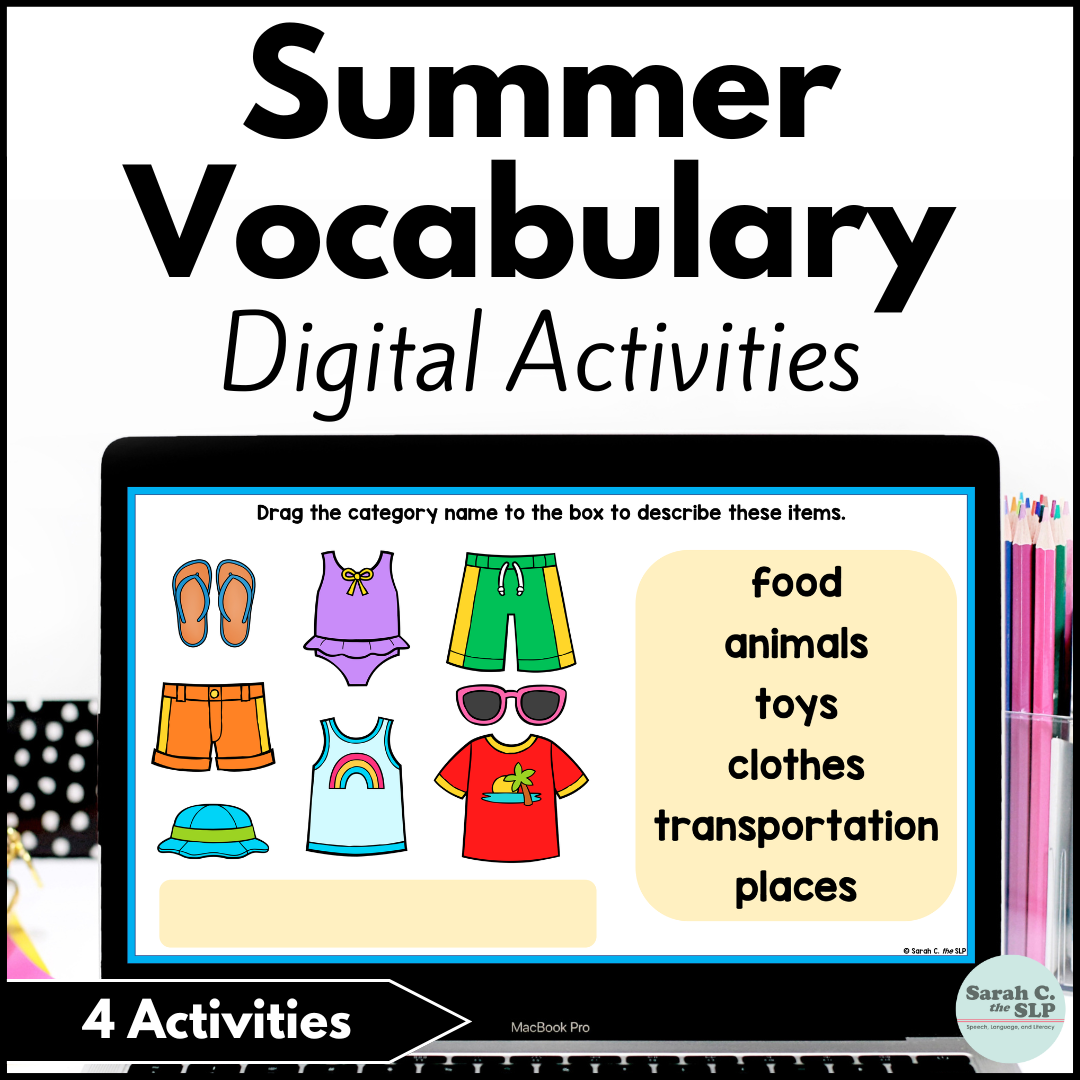 Summer
Vocabulary
Digital Activities
Drag the category name to the box to describe these items.
food
animals
toys
clothes
transportation
places
© Sarah C. the SLP
4 Activities
MacBook Pro
Sarah C.
the SLP
Speech, Language, and Literacy